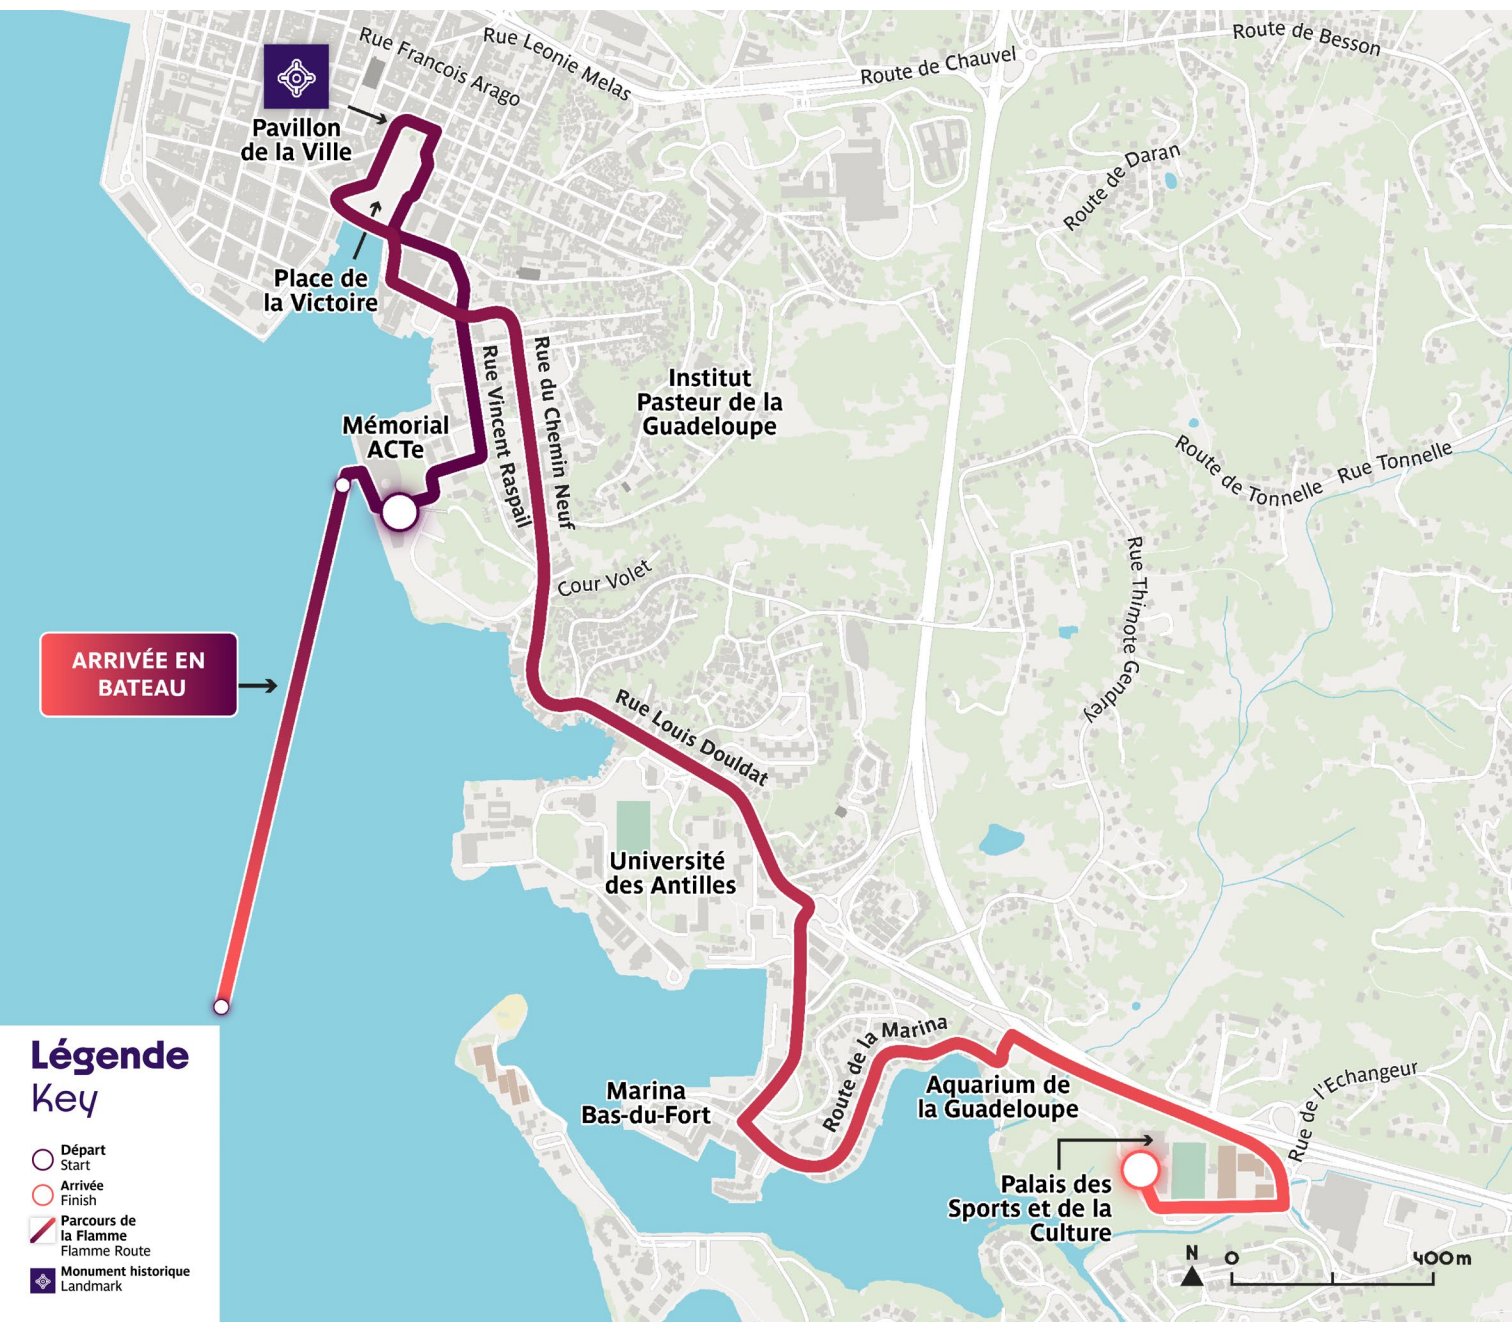 Rue Francois Arago
Rue Leonie Melas
Route de Chauvel
Route de Besson
Pavillon
de la Ville
Route de Daran
Place de
la Victoire
Rue Vincent Raspail
Rue du Chemin Neuf
Institut
Pasteur de la
Guadeloupe
Mémorial
ACTe
Route de Tonnelle
Rue Tonnelle
Cour Volet
Rue Thimote Gendrey
ARRIVÉE EN
BATEAU
Rue Louis Douldat
Université
des Antilles
Route de la Marina
Marina
Bas-du-Fort
Aquarium de
la Guadeloupe
Rue de l'Echangeur
Palais des
Sports et de la
Culture
N
0
400m
Légende
Key
Départ
Start
Arrivée
Finish
Parcours de
la Flamme
Flamme Route
Monument historique
Landmark